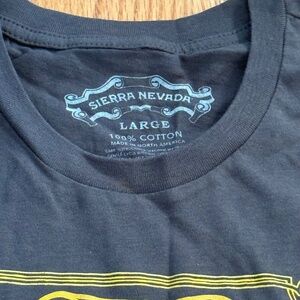 SIERRA NEVADA
LARGE
100% COTTON
MADE IN NORTH AMERICA